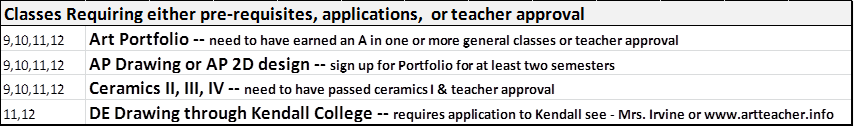 Classes Requiring either pre-requisites, applications, or teacher approval
9,10,11,12 Art Portfolio -- need to have earned an A in one or more general classes or teacher approval
9,10,11,12 AP Drawing or AP 2D design -- sign up for Portfolio for at least two semesters
9,10,11,12 Ceramics II, III, IV -- need to have passed ceramics I & teacher approval
11,12 DE Drawing through Kendall College -- requires application to Kendall see - Mrs. Irvine or www.artteacher.info